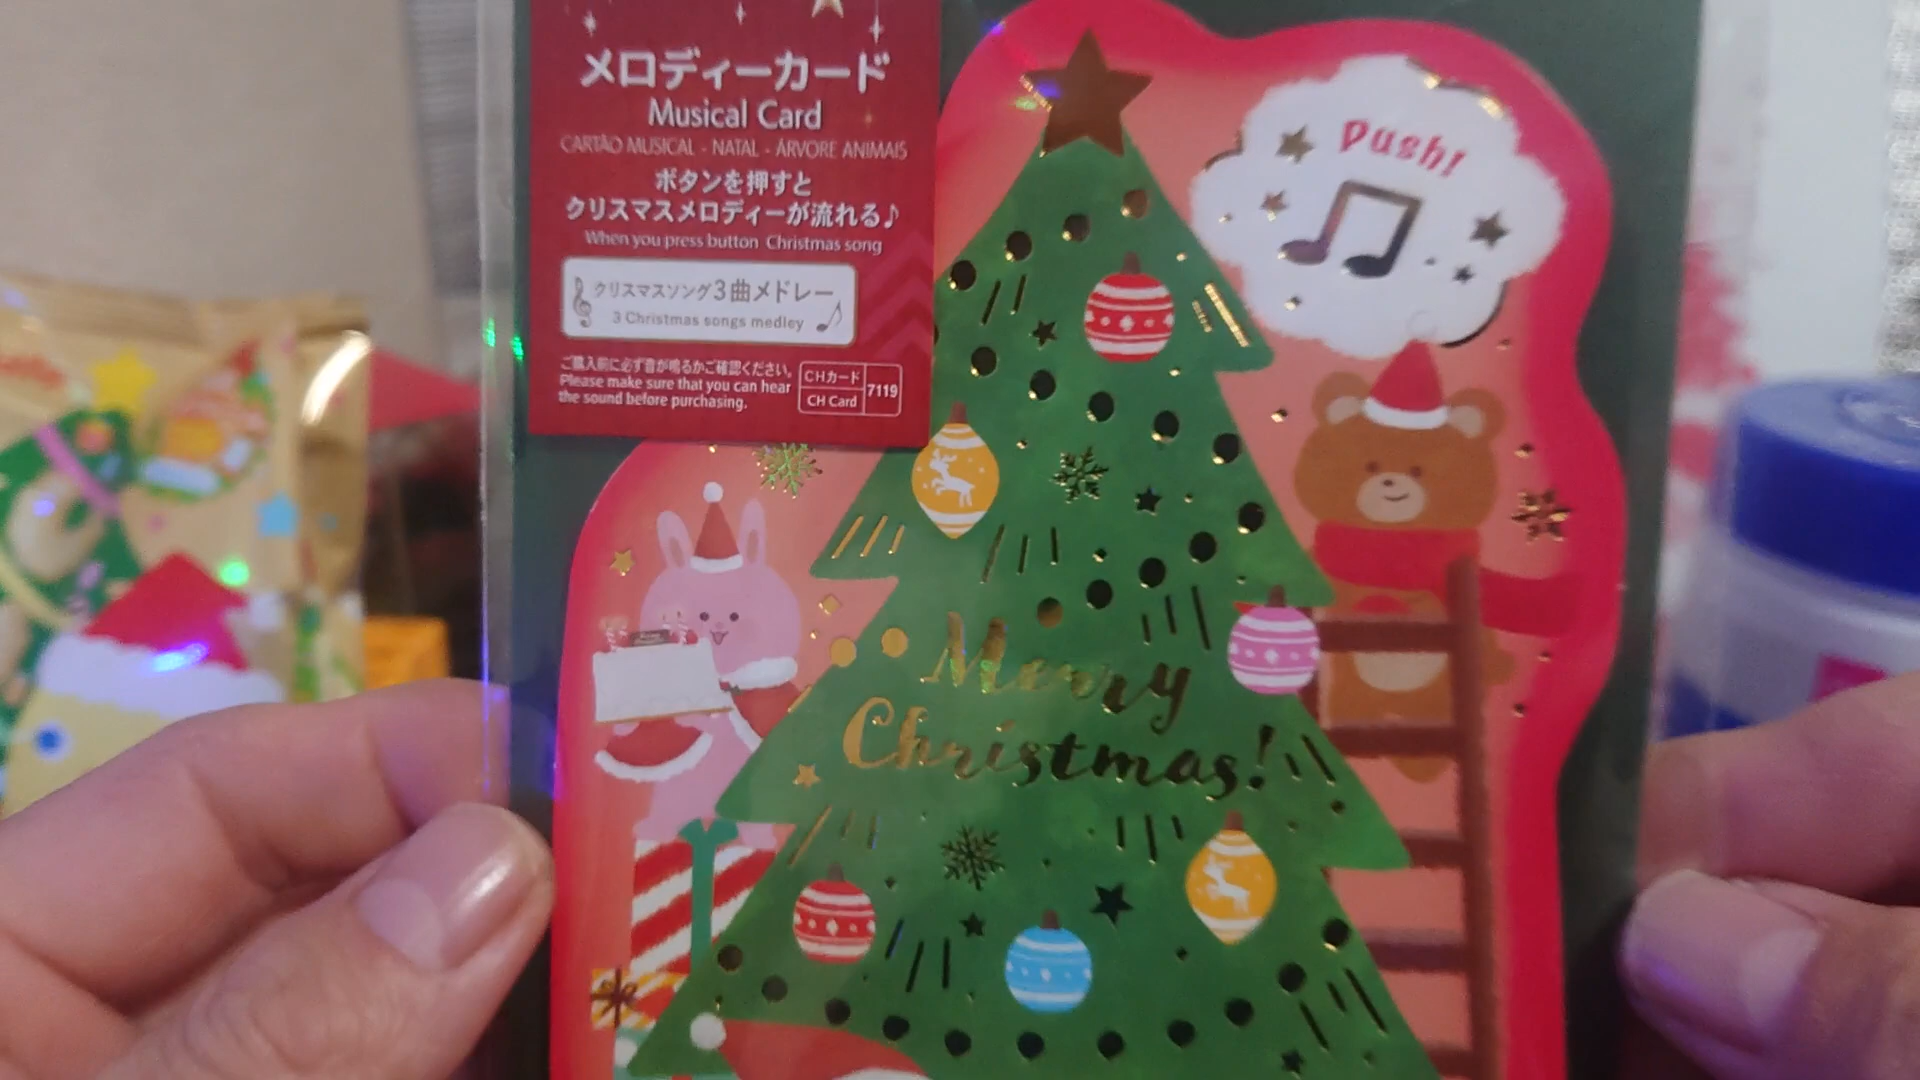 メロディーカード
Musical Card
CARTÃO MUSICAL - NATAL - ÁRVORE ANIMAIS
ボタンを押すと
クリスマスメロディーが流れる♪
When you press button Christmas song
クリスマスソング3曲メドレー
3 Christmas songs medley
ご購入前に必ず音が鳴るかご確認ください。
Please make sure that you can hear
the sound before purchasing.
CHカード
CH Card
7119
Push!
Merry
Christmas!